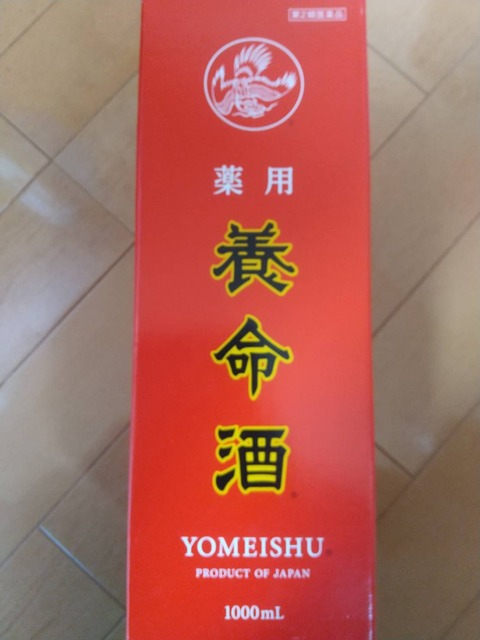 第2類医薬品
薬用
養
命
酒
YOMEISHU
PRODUCT OF JAPAN
1000mL